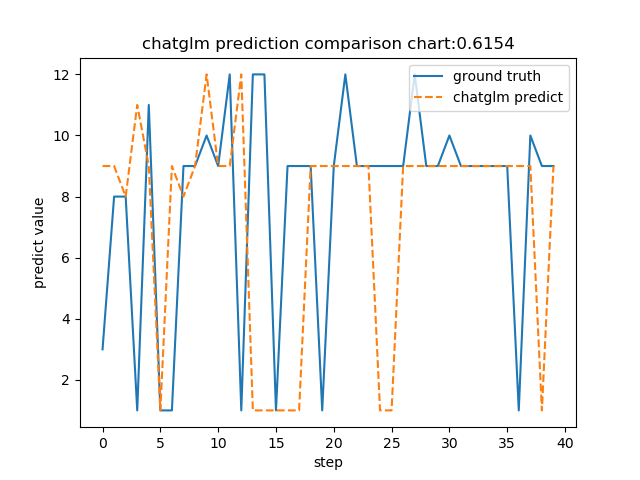 chatglm prediction comparison chart:0.6154
ground truth
chatglm predict
predict value
12
10
8
6
4
2
0 5 10 15 20 25 30 35 40
step